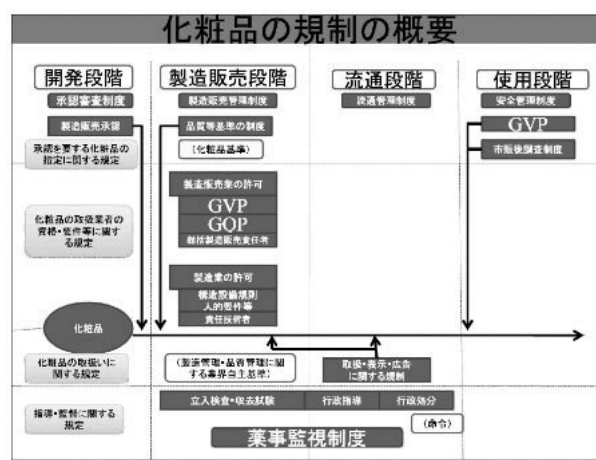 化粧品の規制の概要
開発段階
製造販売段階
流通段階
使用段階
承認審査制度
製造販売管理制度
流通管理制度
安全管理制度
製造販売承認
品質等基準の制度
GVP
承認を要する化粧品の
指定に関する規定
(化粧品基準)
市販後調査制度
化粧品の取扱業者の
資格・要件等に関す
る規定
製造販売業の許可
GVP
GQP
総括製造販売責任者
製造業の許可
構造設備規則
人的要件等
責任技術者
化粧品
化粧品の取扱いに
関する規定
(製造管理・品質管理に関
する業界自主基準)
取扱・表示・広告
に関する規制
指導・監督に関する
規定
立入検査・収去試験
行政指導
行政処分
(命令)
薬事監視制度